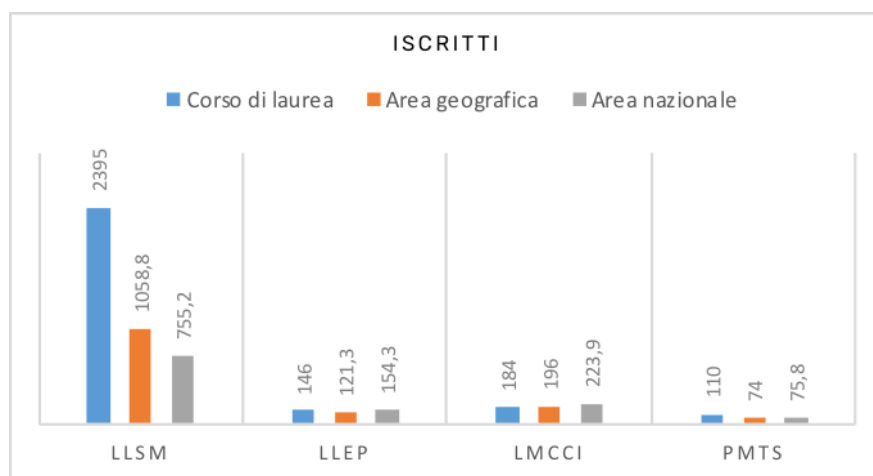 ISCRITTI
Corso di laurea Area geografica Area nazionale
2395 1058,8 755,2 146 121,3 154,3 184 196 223,9 110 74 75,8
LLSM LLEP LMCCI PMTS